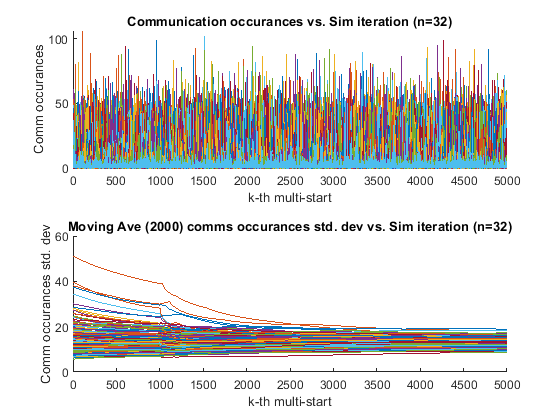 Communication occurances vs. Sim iteration (n=32)
Comm occurances
100
50
0
0 500 1000 1500 2000 2500 3000 3500 4000 4500 5000
k-th multi-start
Moving Ave (2000) comms occurances std. dev vs. Sim iteration (n=32)
Comm occurances std. dev
60
40
20
0
0 500 1000 1500 2000 2500 3000 3500 4000 4500 5000
k-th multi-start